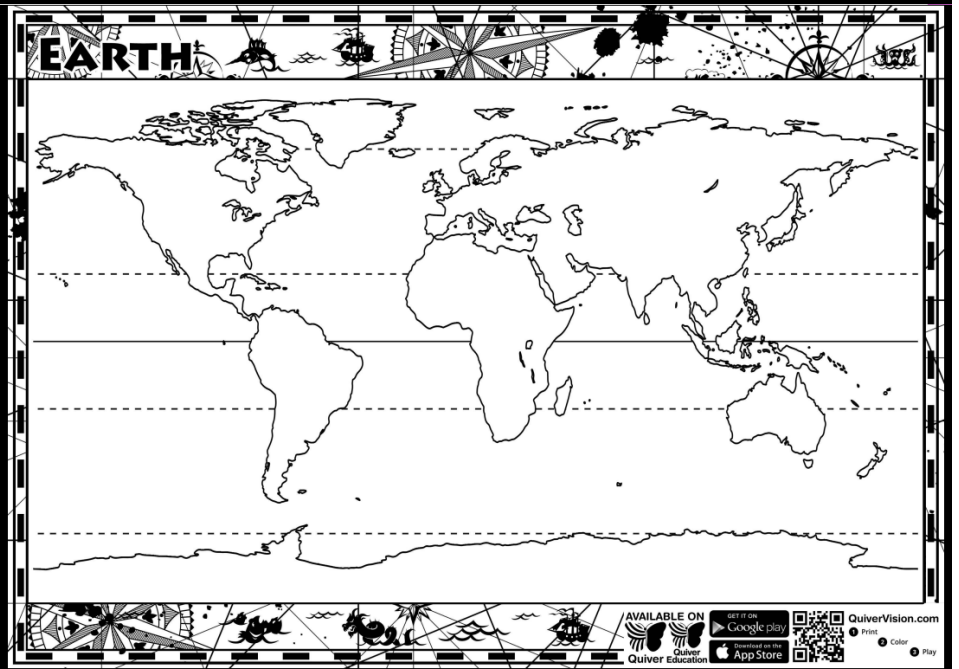 EARTH
AVAILABLE ON
Quiver
Quiver
Education
GET IT ON
Google play
Download on the
App Store
QuiverVision.com
1 Print
2 Color
3 Play